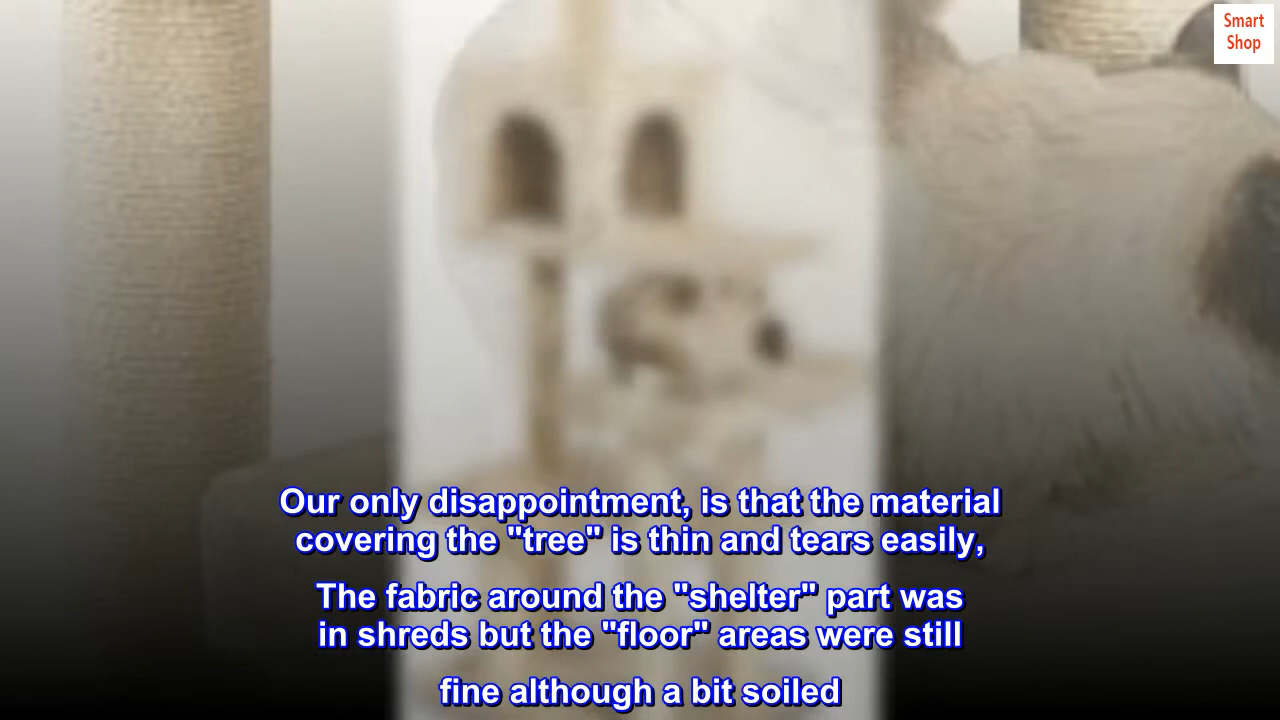 Smart
Shop
Our only disappointment, is that the material
covering the "tree" is thin and tears easily,
The fabric around the "shelter" part was
in shreds but the "floor" areas were still
fine although a bit soiled